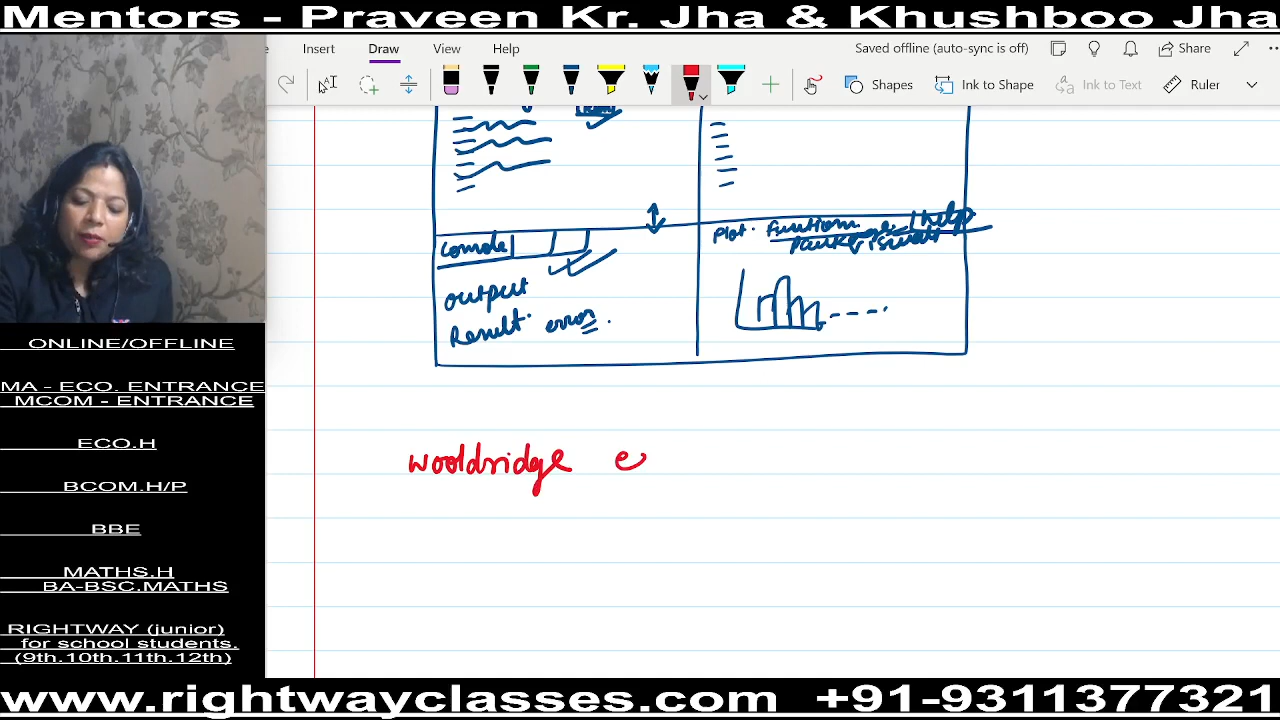 Mentors - Praveen Kr. Jha & Khushboo Jha
Insert Draw View Help Saved offline (auto-sync is off) Share
Shapes Ink to Shape Ink to Text Ruler
ONLINE/OFFLINE
MA - ECO. ENTRANCE
MCOM - ENTRANCE
ECO.H
BCOM.H/P
BBE
MATHS.H
BA-BSC.MATHS
RIGHTWAY (junior)
for school students.
(9th.10th.11th.12th)
Console
output
Result. error.
Plot. functions / help
wooldridge e
www.rightwayclasses.com +91-9311377321